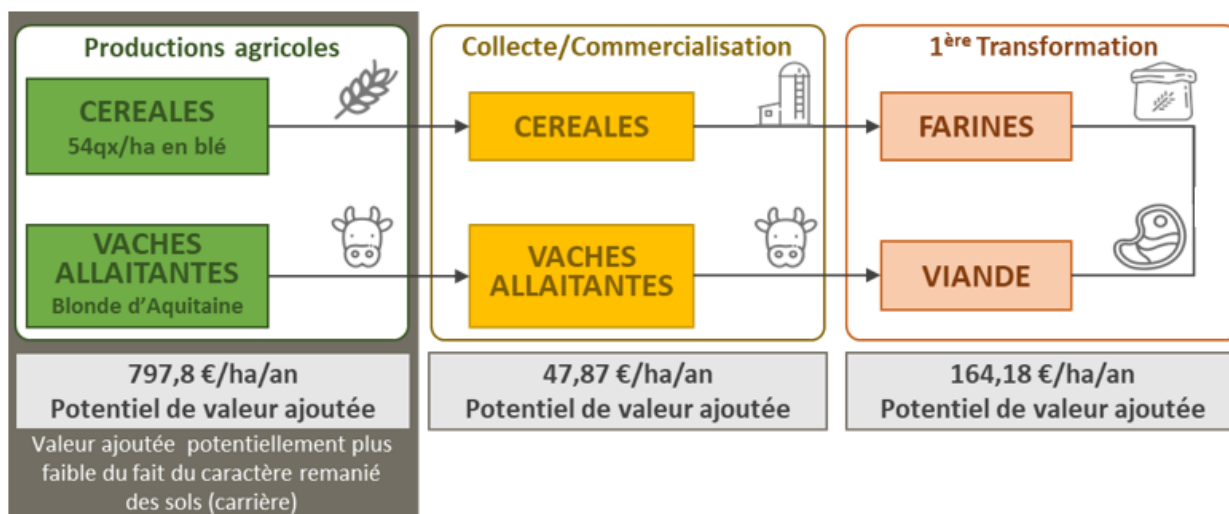 Productions agricoles
CEREALES
54qx/ha en blé
VACHES
ALLAITANTES
Blonde d'Aquitaine
797,8 €/ha/an
Potentiel de valeur ajoutée
Valeur ajoutée potentiellement plus
faible du fait du caractère remanié
des sols (carrière)
Collecte/Commercialisation
CEREALES
VACHES
ALLAITANTES
47,87 €/ha/an
Potentiel de valeur ajoutée
1ère Transformation
FARINES
VIANDE
164,18 €/ha/an
Potentiel de valeur ajoutée